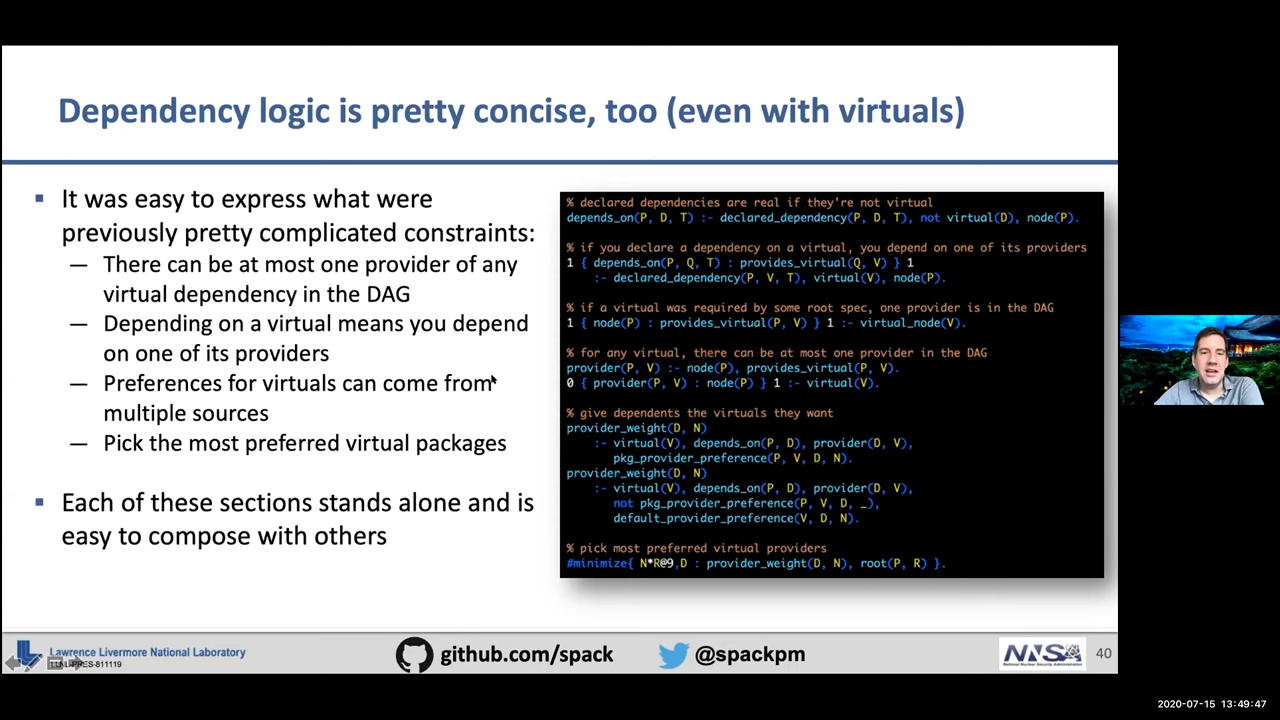 Dependency logic is pretty concise, too (even with virtuals)
▪ It was easy to express what were
previously pretty complicated constraints:
— There can be at most one provider of any
virtual dependency in the DAG
— Depending on a virtual means you depend
on one of its providers
— Preferences for virtuals can come from
multiple sources
— Pick the most preferred virtual packages
▪ Each of these sections stands alone and is
easy to compose with others
% declared dependencies are real if they're not virtual
depends_on(P, D, T) :- declared_dependency(P, D, T), not virtual(D), node(P).
% if you declare a dependency on a virtual, you depend on one of its providers
1 { depends_on(P, Q, T) : provides_virtual(Q, V) } 1
:- declared_dependency(P, V, T), virtual(V), node(P).
% if a virtual was required by some root spec, one provider is in the DAG
1 { node(P) : provides_virtual(P, V) } 1 :- virtual_node(V).
% for any virtual, there can be at most one provider in the DAG
provider(P, V) :- node(P), provides_virtual(P, V).
0 { provider(P, V) : node(P) } 1 :- virtual(V).
% give dependents the virtuals they want
provider_weight(D, N)
:- virtual(V), depends_on(P, D), provider(D, V),
pkg_provider_preference(P, V, D, N).
provider_weight(D, N)
:- virtual(V), depends_on(P, D), provider(D, V),
not pkg_provider_preference(P, V, D, _),
default_provider_preference(V, D, N).
% pick most preferred virtual providers
#minimize{ N*R@9,D : provider_weight(D, N), root(P, R) }.
Lawrence Livermore National Laboratory
LLNL-PRES-811119
github.com/spack
@spackpm
NNSA
National Nuclear Security Administration
40
2020-07-15 13:49:47